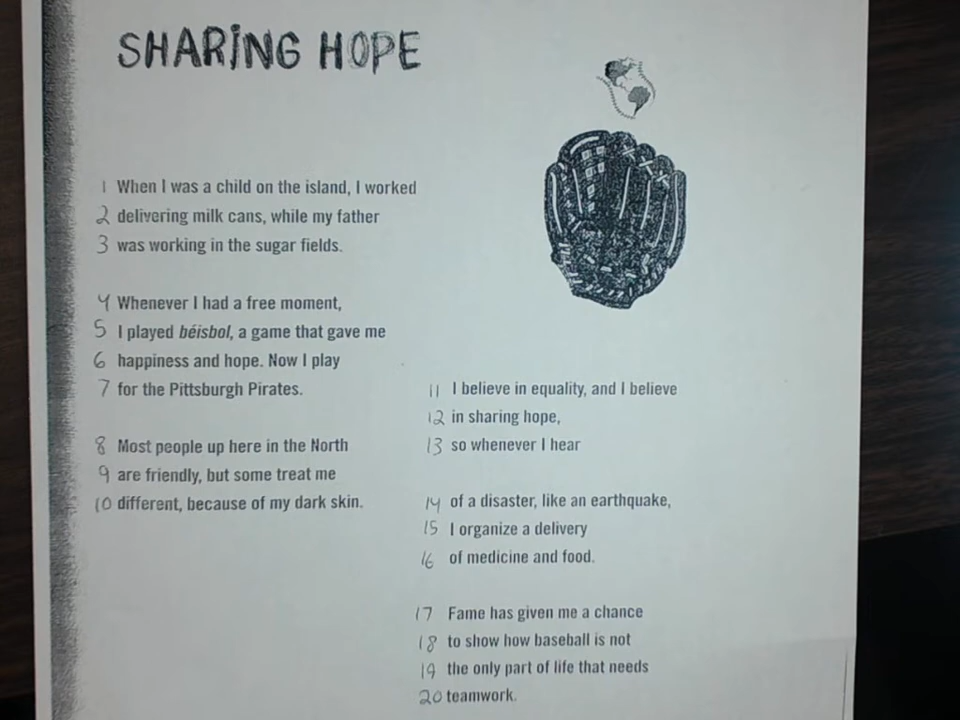 SHARING HOPE
1 When I was a child on the island, I worked
2 delivering milk cans, while my father
3 was working in the sugar fields.
4 Whenever I had a free moment,
5 I played béisbol, a game that gave me
6 happiness and hope. Now I play
7 for the Pittsburgh Pirates.
8 Most people up here in the North
9 are friendly, but some treat me
10 different, because of my dark skin.
11 I believe in equality, and I believe
12 in sharing hope,
13 so whenever I hear
14 of a disaster, like an earthquake,
15 I organize a delivery
16 of medicine and food.
17 Fame has given me a chance
18 to show how baseball is not
19 the only part of life that needs
20 teamwork.